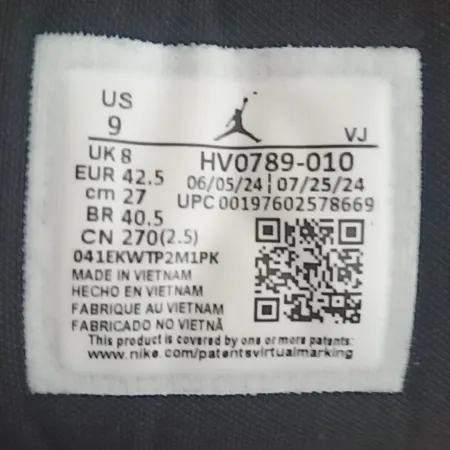 US
9
VJ
UK 8
HV0789-010
EUR 42.5
06/05/24 | 07/25/24
cm 27
UPC 00197602578669
BR 40.5
CN 270(2.5)
041EKWTP2M1PK
MADE IN VIETNAM
HECHO EN VIETNAM
FABRIQUE AU VIETNAM
FABRICADO NO VIETNÃ
This product is covered by one or more patents:
www.nike.com/patentsvirtualmarking